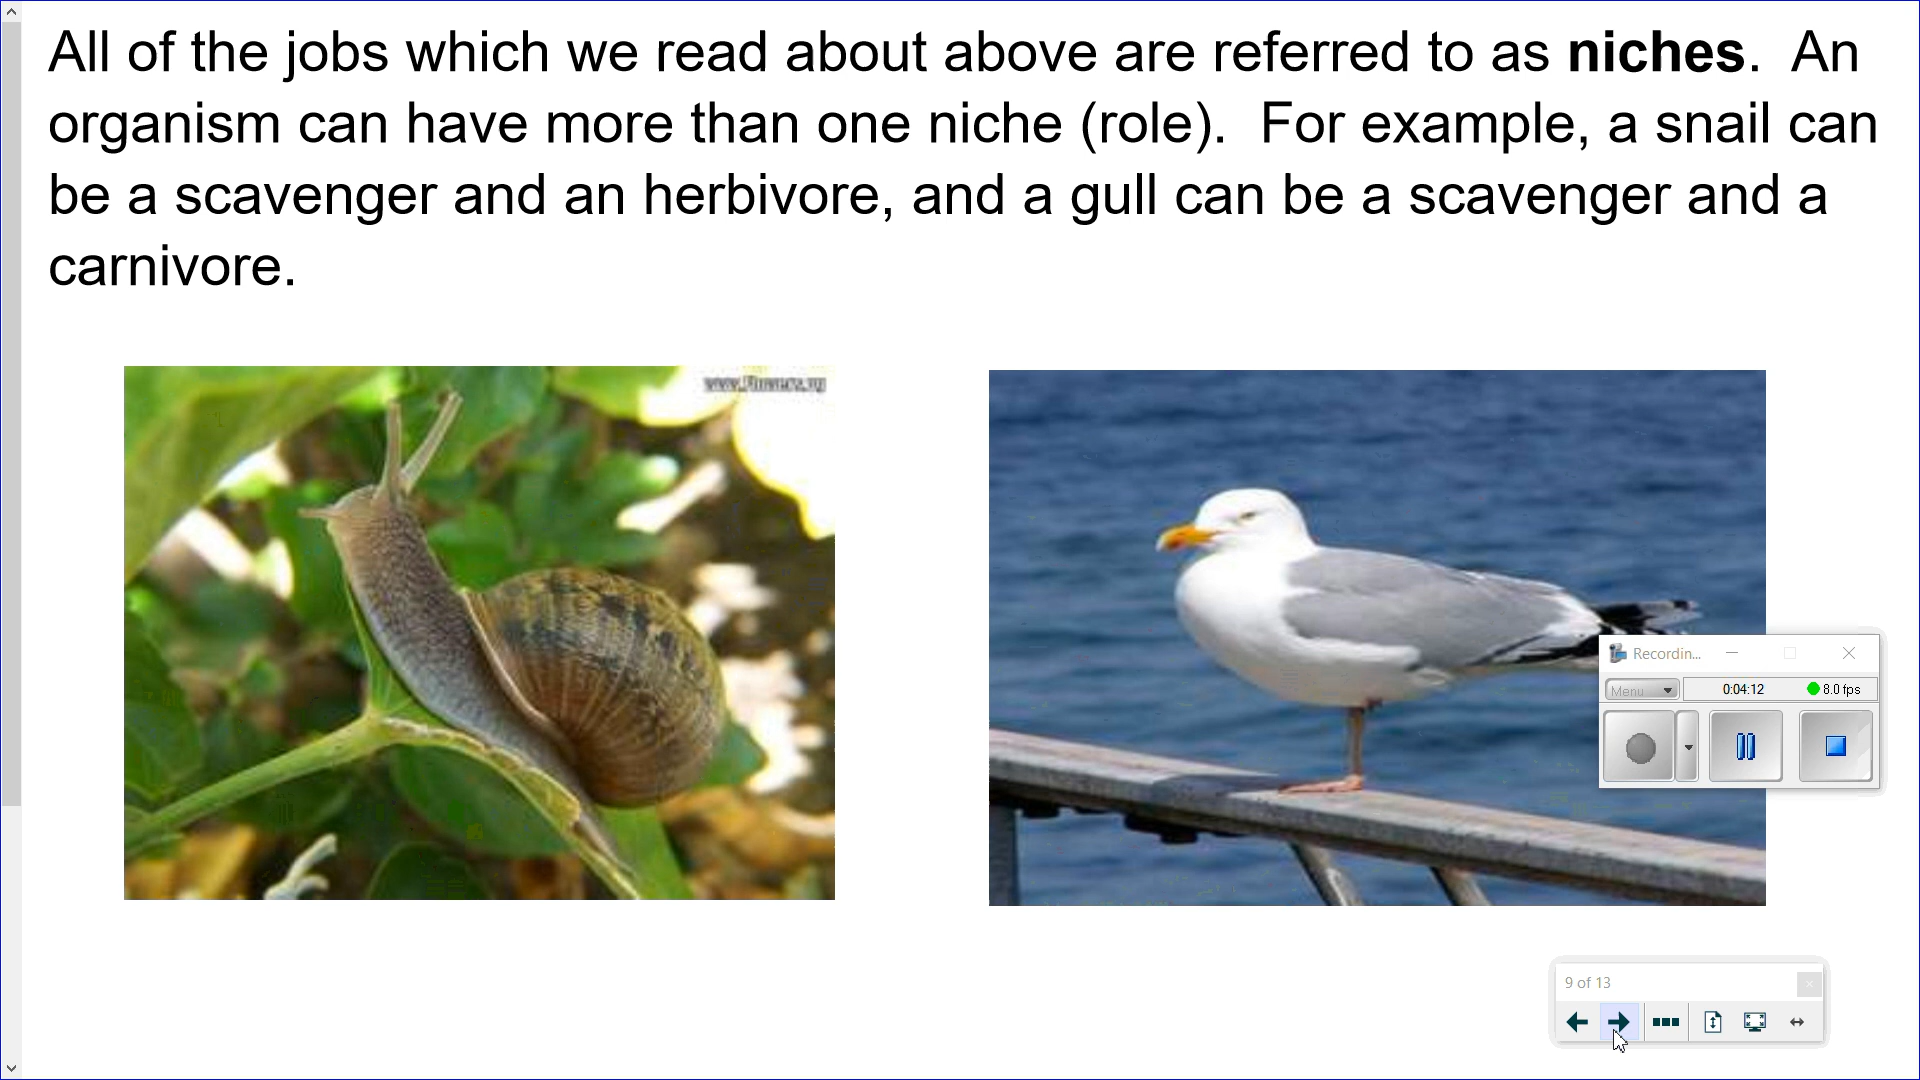 All of the jobs which we read about above are referred to as niches. An
organism can have more than one niche (role). For example, a snail can
be a scavenger and an herbivore, and a gull can be a scavenger and a
carnivore.
Recordin...
Menu
0:04:12
8.0 fps
9 of 13